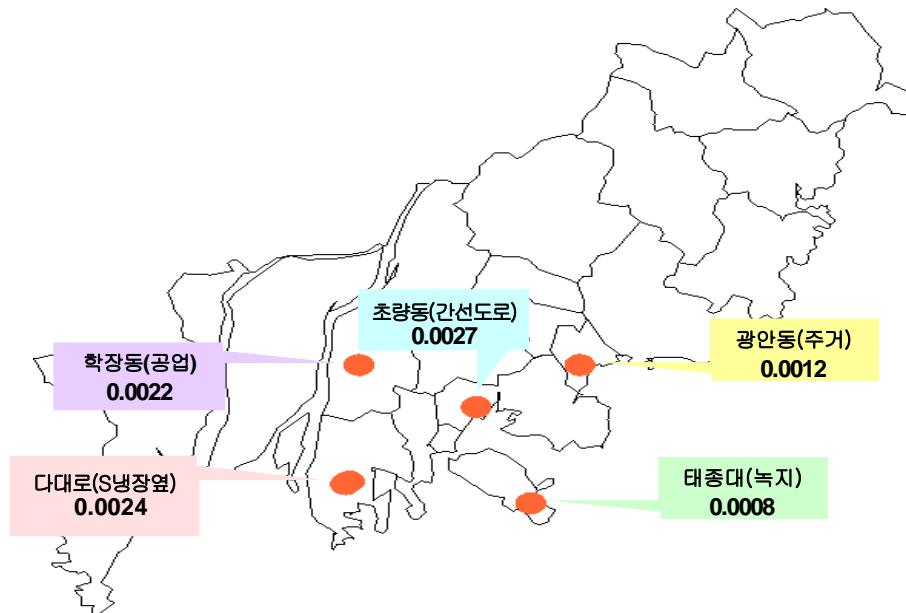 초량동(간선도로)
0.0027
광안동(주거)
0.0012
학장동(공업)
0.0022
다대로(S냉장옆)
0.0024
태종대(녹지)
0.0008